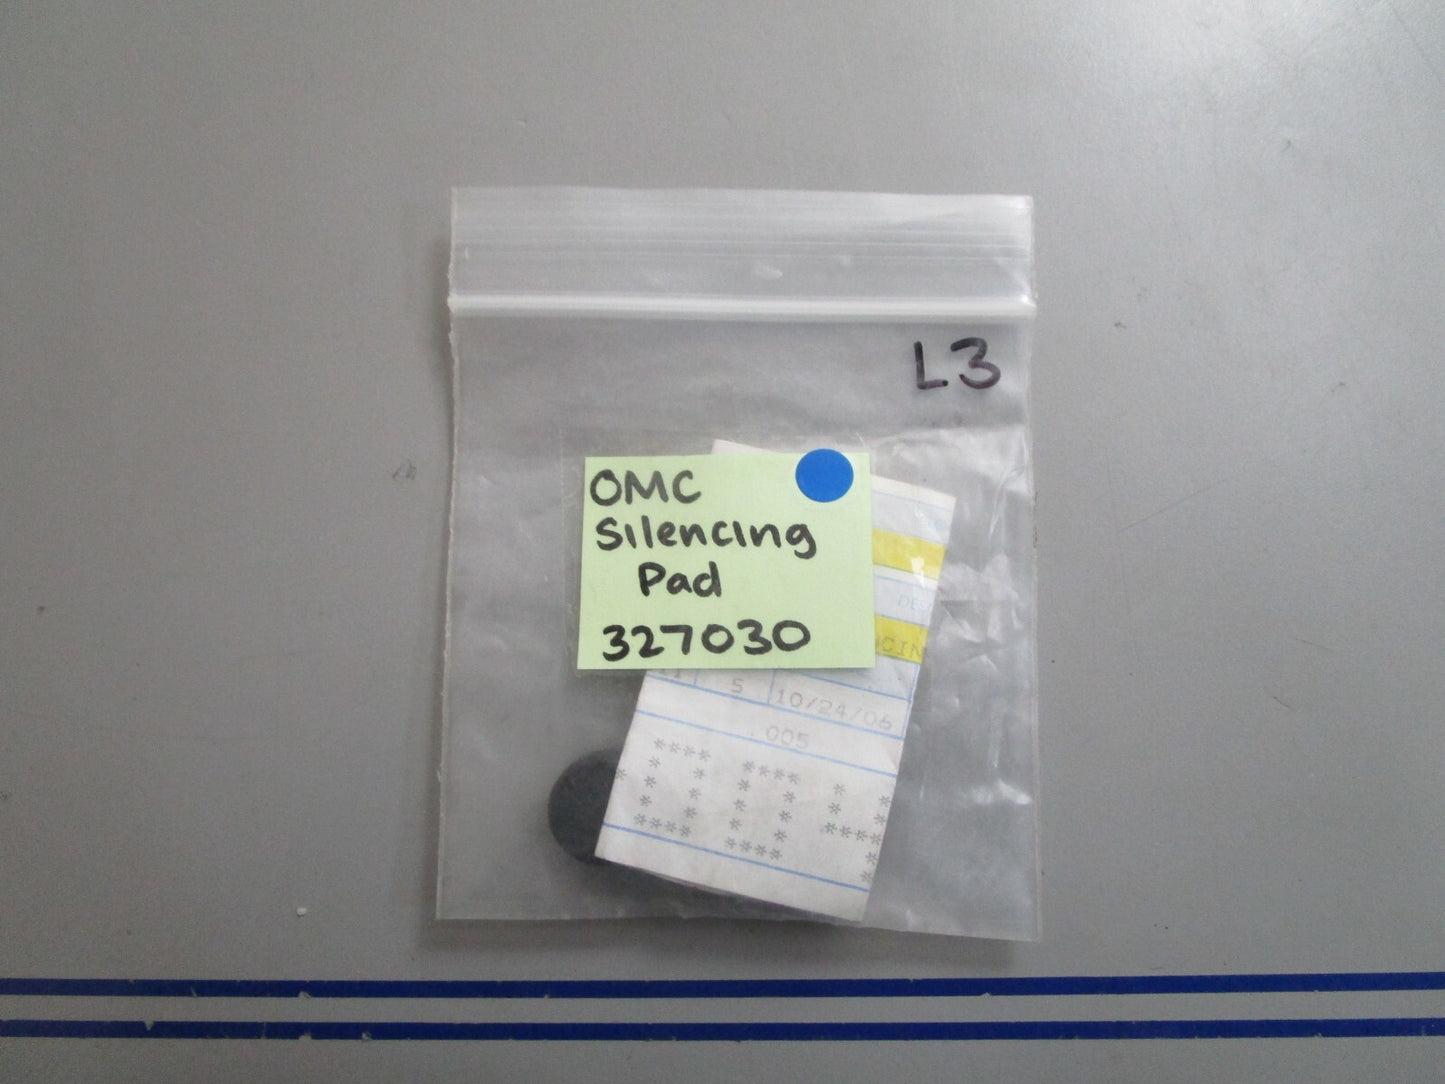 L3
OMC
Silencing
Pad
327030
5 10/24/06
.005